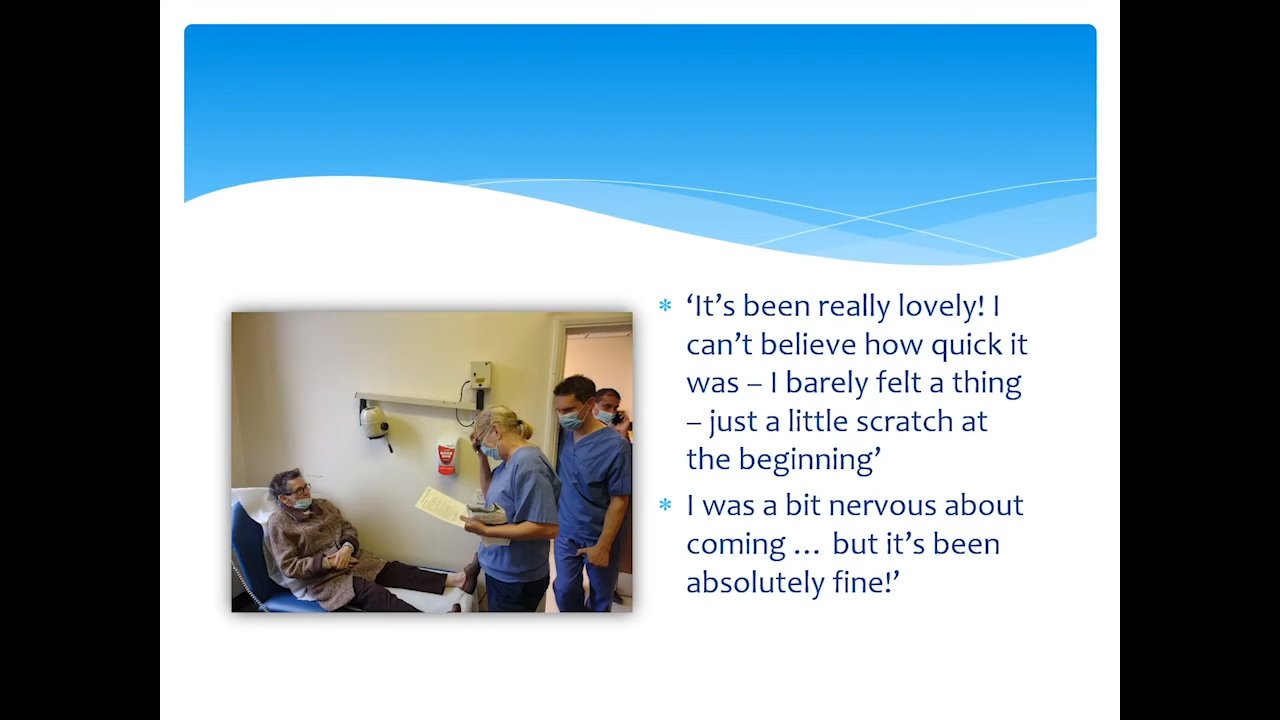 ‘It’s been really lovely! I
can’t believe how quick it
was – I barely felt a thing
– just a little scratch at
the beginning’
I was a bit nervous about
coming … but it’s been
absolutely fine!’